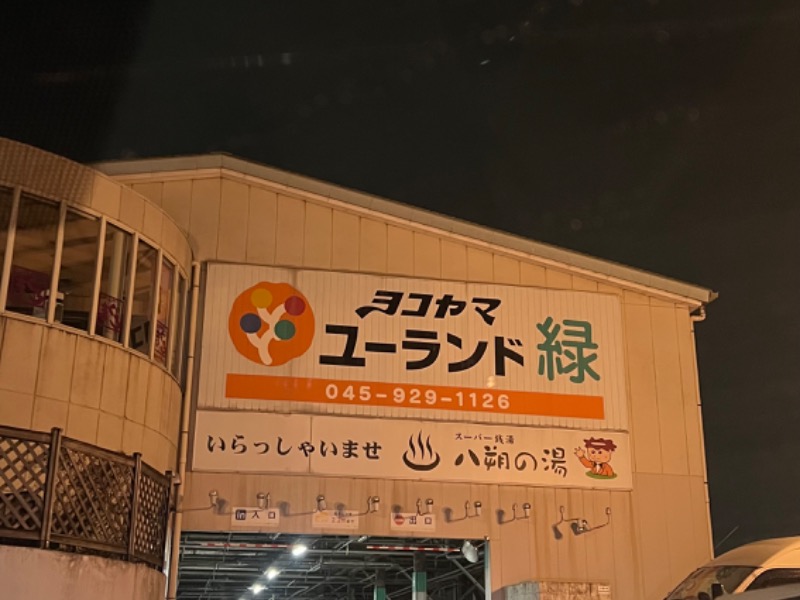 ヨコヤマ
ユーランド緑
045-929-1126
いらっしゃいませ
スーパー銭湯
八朔の湯
IN 入口
出口